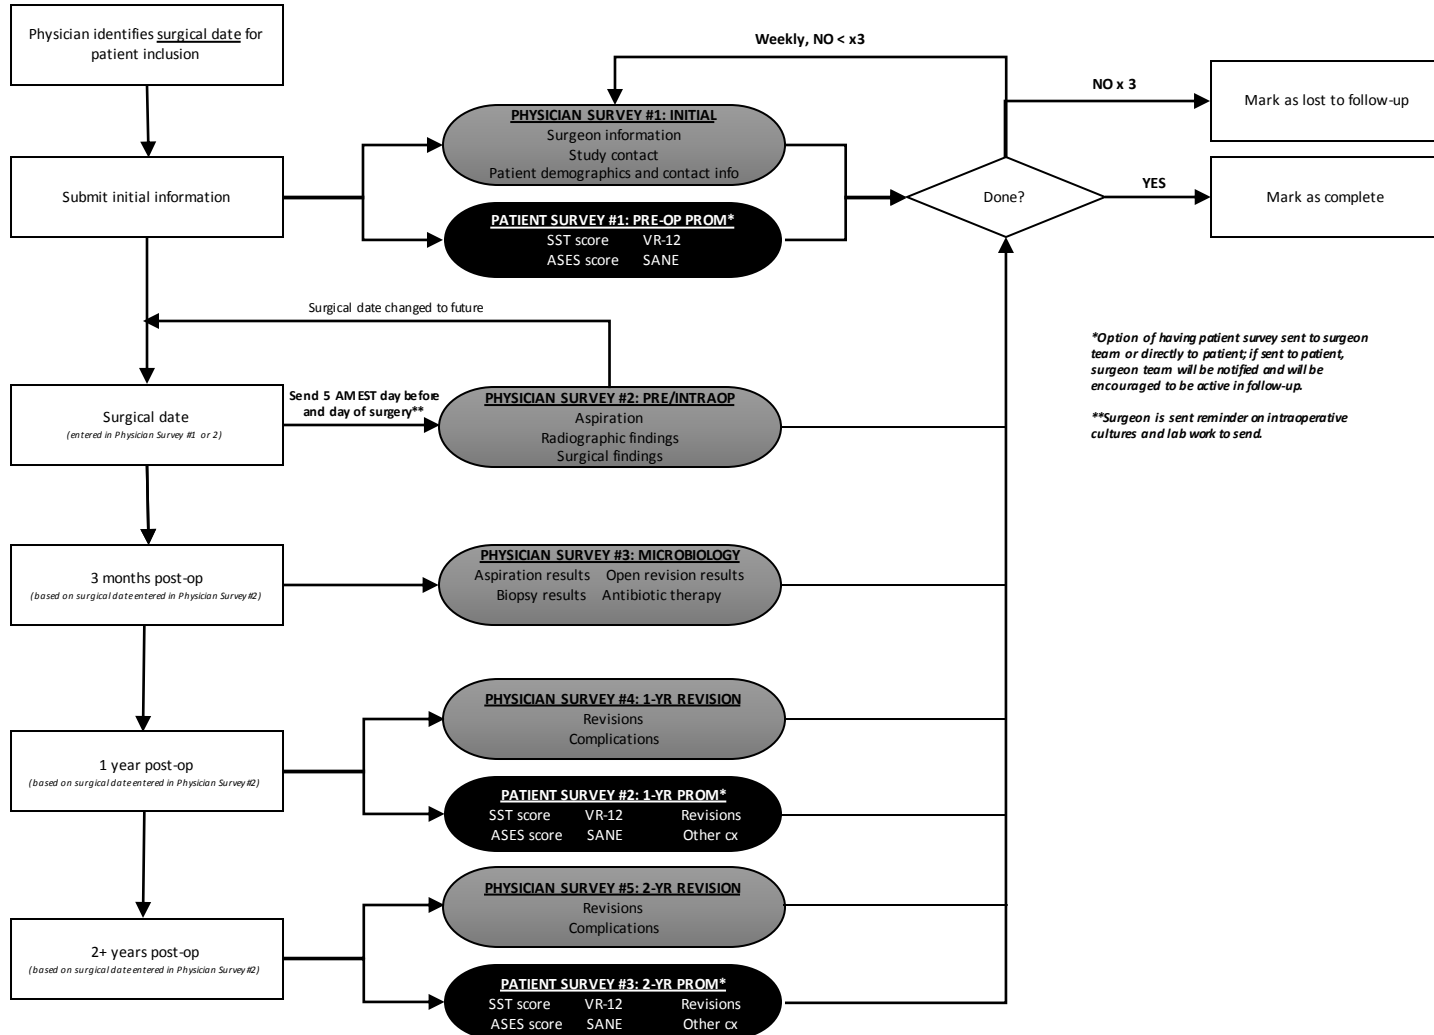 Physician identifies surgical date for
patient inclusion
Weekly, NO < x3
NO x 3
Mark as lost to follow-up
PHYSICIAN SURVEY #1: INITIAL
Surgeon information
Study contact
Patient demographics and contact info
Submit initial information
Done?
YES
Mark as complete
PATIENT SURVEY #1: PRE-OP PROM*
SST score VR-12
ASES score SANE
Surgical date changed to future
*Option of having patient survey sent to surgeon
team or directly to patient; if sent to patient,
surgeon team will be notified and will be
encouraged to be active in follow-up.
**Surgeon is sent reminder on intraoperative
cultures and lab work to send.
Surgical date
(entered in Physician Survey #1 or 2)
Send 5 AM EST day before
and day of surgery**
PHYSICIAN SURVEY #2: PRE/INTRAOP
Aspiration
Radiographic findings
Surgical findings
3 months post-op
(based on surgical date entered in Physician Survey #2)
PHYSICIAN SURVEY #3: MICROBIOLOGY
Aspiration results Open revision results
Biopsy results Antibiotic therapy
PHYSICIAN SURVEY #4: 1-YR REVISION
Revisions
Complications
1 year post-op
(based on surgical date entered in Physician Survey #2)
PATIENT SURVEY #2: 1-YR PROM*
SST score VR-12 Revisions
ASES score SANE Other cx
PHYSICIAN SURVEY #5: 2-YR REVISION
Revisions
Complications
2+ years post-op
(based on surgical date entered in Physician Survey #2)
PATIENT SURVEY #3: 2-YR PROM*
SST score VR-12 Revisions
ASES score SANE Other cx